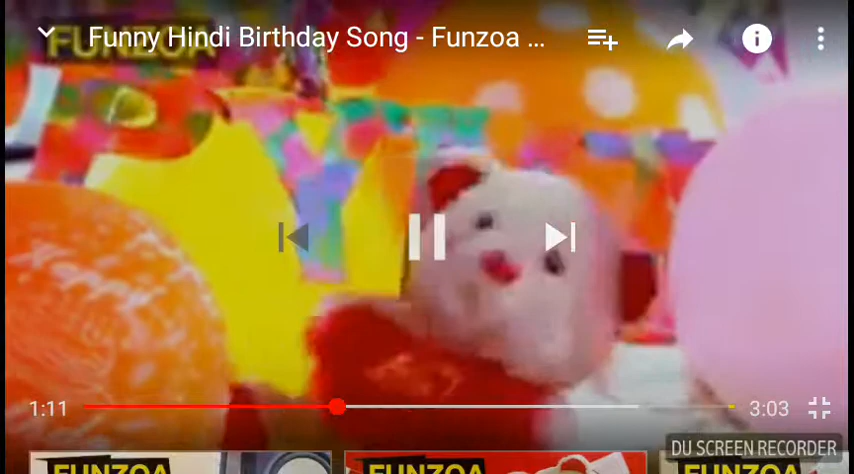 FUNZOA
Funny Hindi Birthday Song - Funzoa ...
1:11
3:03
DU SCREEN RECORDER
FUNZOA
FUNZOA
FUNZOA